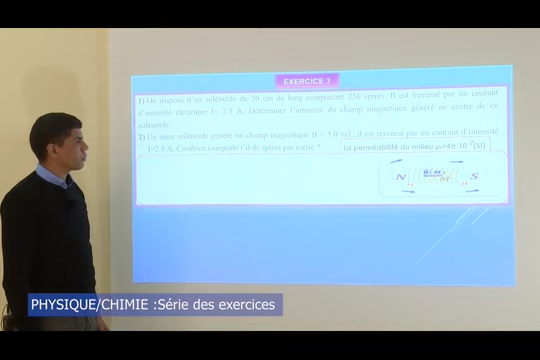 EXERCICE 3
1) On dispose d'un solénoïde de 50 cm de long comportant 250 spires. Il est traversé par un courant
d'intensité électrique I= 2.5 A. Déterminer l'intensité du champ magnétique généré au centre de ce
solénoïde.
2) Un autre solénoïde génère un champ magnétique B = 5.0 mT, il est traversé par un courant d'intensité
I=2.5 A. Combien comporte t'il de spires par mètre ?
La perméabilité du milieu μ=4π.10⁻⁷(SI)
N S
PHYSIQUE/CHIMIE :Série des exercices